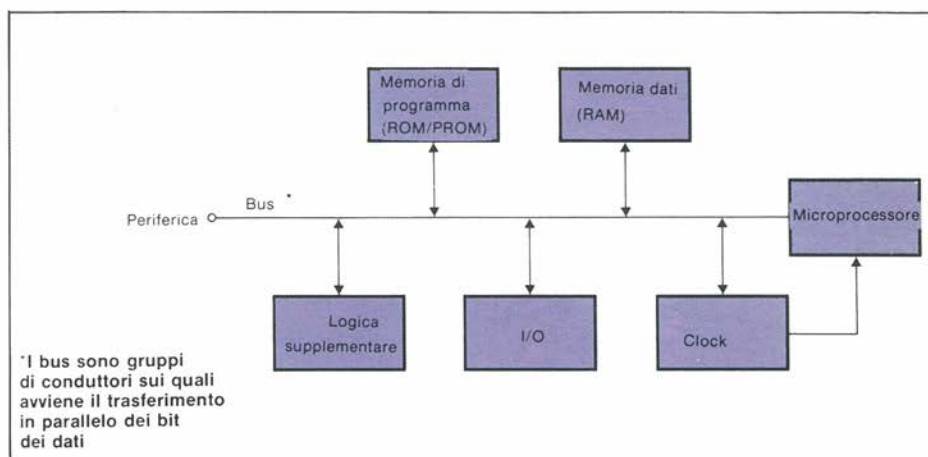 Memoria di
programma
(ROM/PROM)
Memoria dati
(RAM)
Bus *
Periferica
Microprocessore
Logica
supplementare
I/O
Clock
*I bus sono gruppi
di conduttori sui quali
avviene il trasferimento
in parallelo dei bit
dei dati